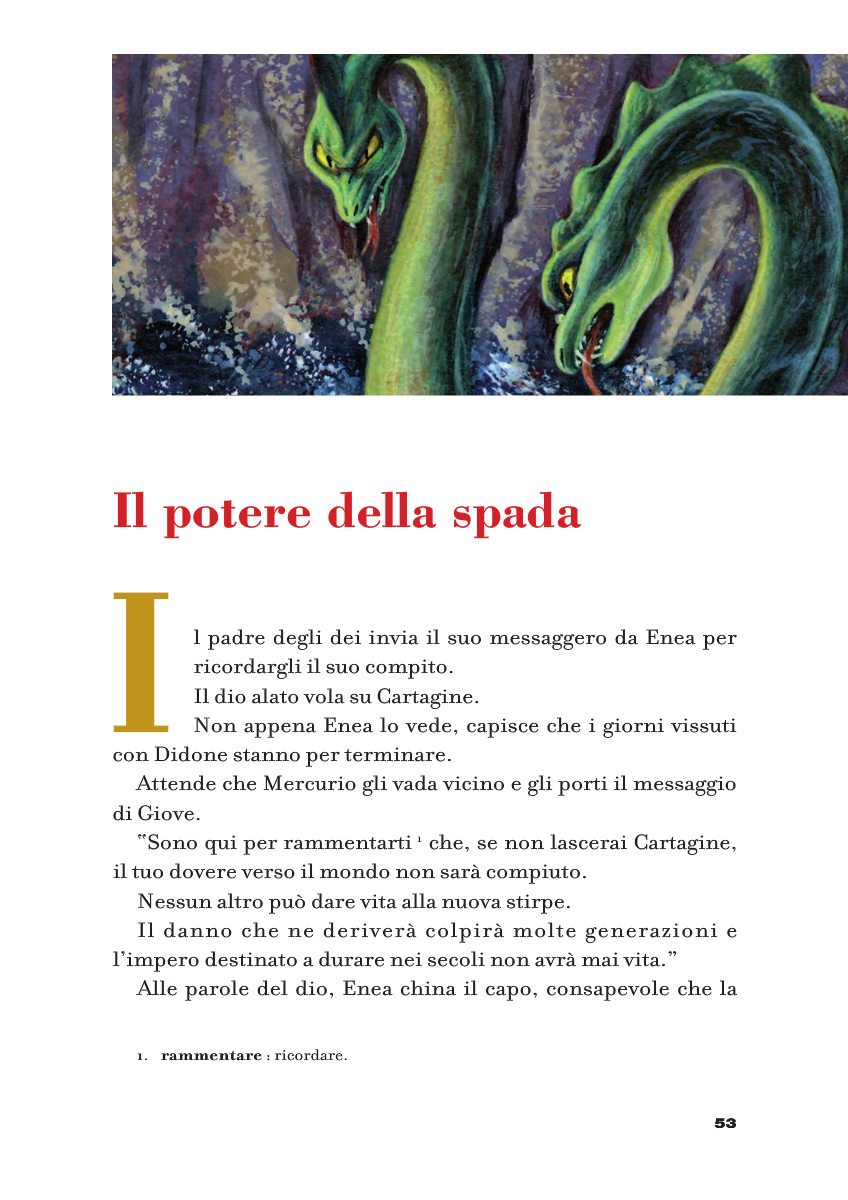 Il potere della spada
Il padre degli dei invia il suo messaggero da Enea per
ricordargli il suo compito.
Il dio alato vola su Cartagine.
Non appena Enea lo vede, capisce che i giorni vissuti
con Didone stanno per terminare.
Attende che Mercurio gli vada vicino e gli porti il messaggio
di Giove.
“Sono qui per rammentarti ¹ che, se non lascerai Cartagine,
il tuo dovere verso il mondo non sarà compiuto.
Nessun altro può dare vita alla nuova stirpe.
Il danno che ne deriverà colpirà molte generazioni e
l’impero destinato a durare nei secoli non avrà mai vita.”
Alle parole del dio, Enea china il capo, consapevole che la
1. rammentare : ricordare.
53